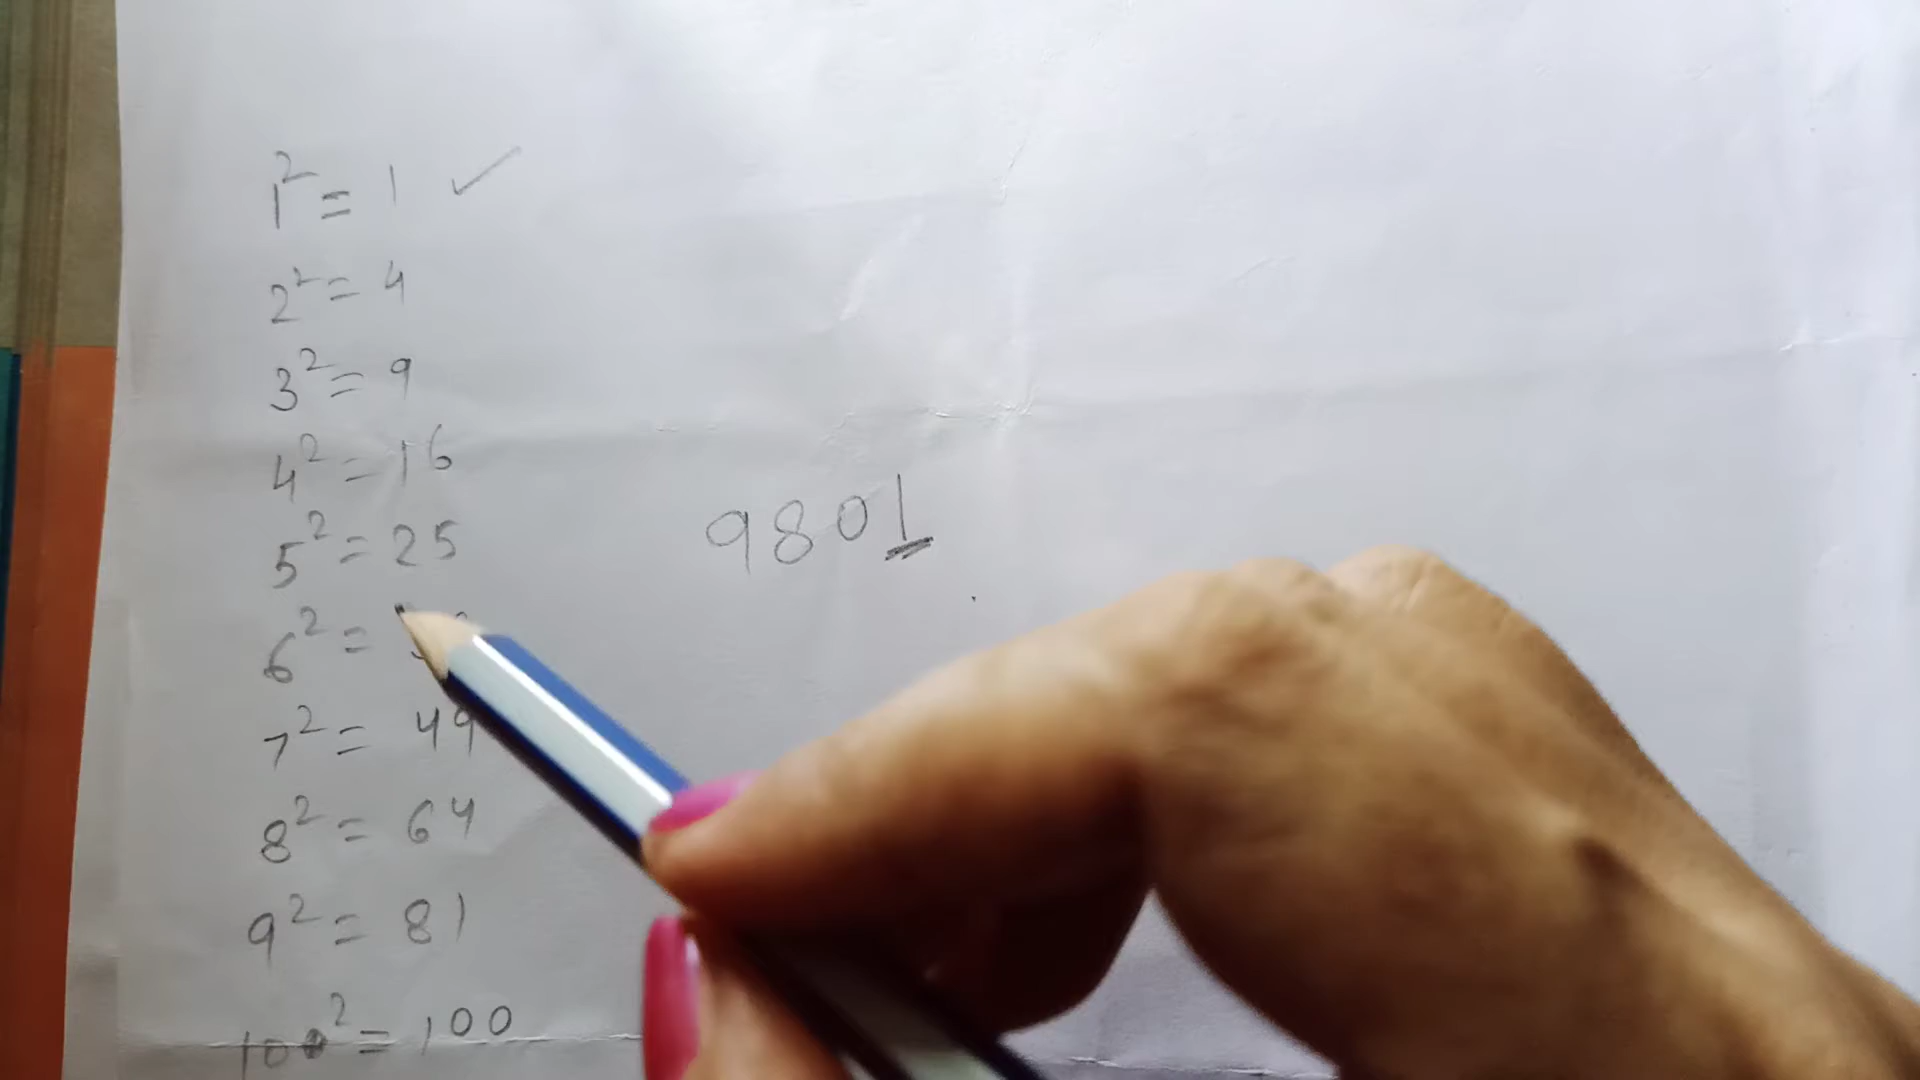 1² = 1 ✓
2² = 4
3² = 9
4² = 16
5² = 25
9801
6² =
7² = 49
8² = 64
9² = 81
10² = 100